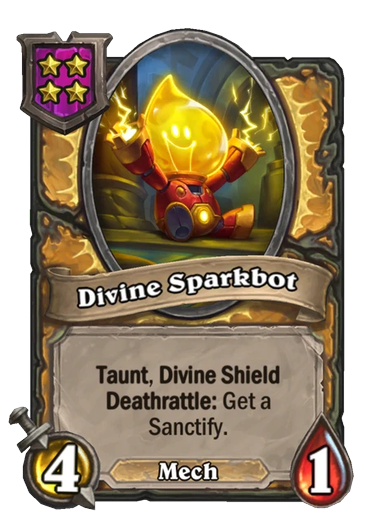 Divine Sparkbot
Taunt, Divine Shield
Deathrattle: Get a
Sanctify.
4
Mech
1